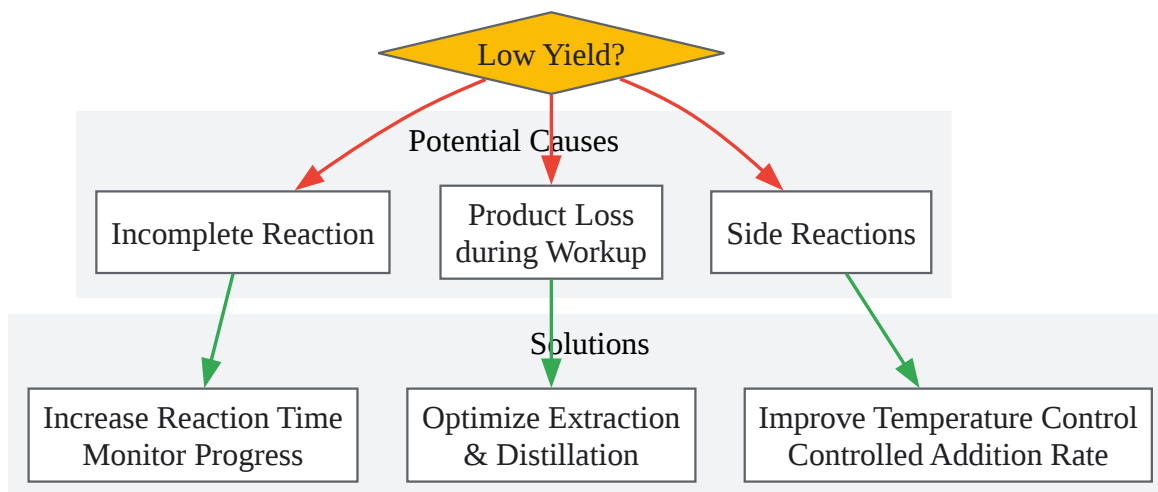 Low Yield?
Potential Causes
Incomplete Reaction
Product Loss
during Workup
Side Reactions
Solutions
Increase Reaction Time
Monitor Progress
Optimize Extraction
& Distillation
Improve Temperature Control
Controlled Addition Rate